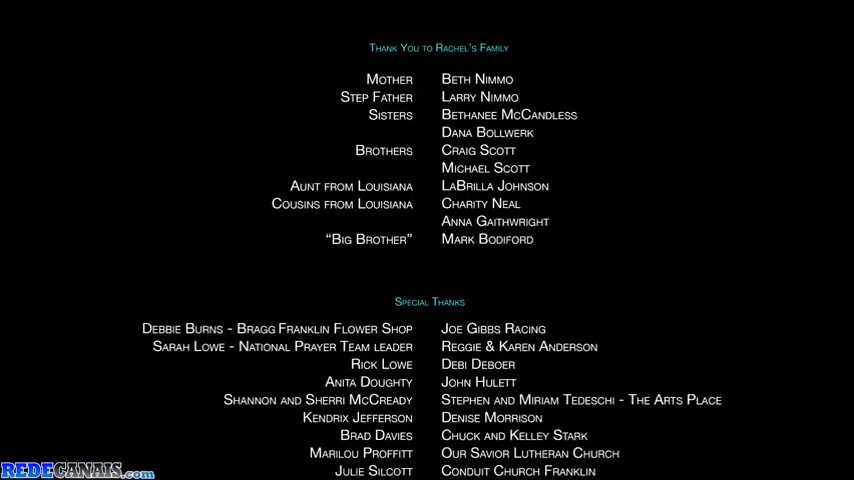 Thank You to Rachel's Family
Mother Beth Nimmo
Step Father Larry Nimmo
Sisters Bethanee McCandless
Dana Bollwerk
Brothers Craig Scott
Michael Scott
Aunt from Louisiana LaBrilla Johnson
Cousins from Louisiana Charity Neal
Anna Gaithwright
"Big Brother" Mark Bodiford
Special Thanks
Debbie Burns - Bragg Franklin Flower Shop Joe Gibbs Racing
Sarah Lowe - National Prayer Team leader Reggie & Karen Anderson
Rick Lowe Debi Deboer
Anita Doughty John Hulett
Shannon and Sherri McCready Stephen and Miriam Tedeschi - The Arts Place
Kendrix Jefferson Denise Morrison
Brad Davies Chuck and Kelley Stark
Marilou Proffitt Our Savior Lutheran Church
Julie Silcott Conduit Church Franklin
REDECANAIS.com